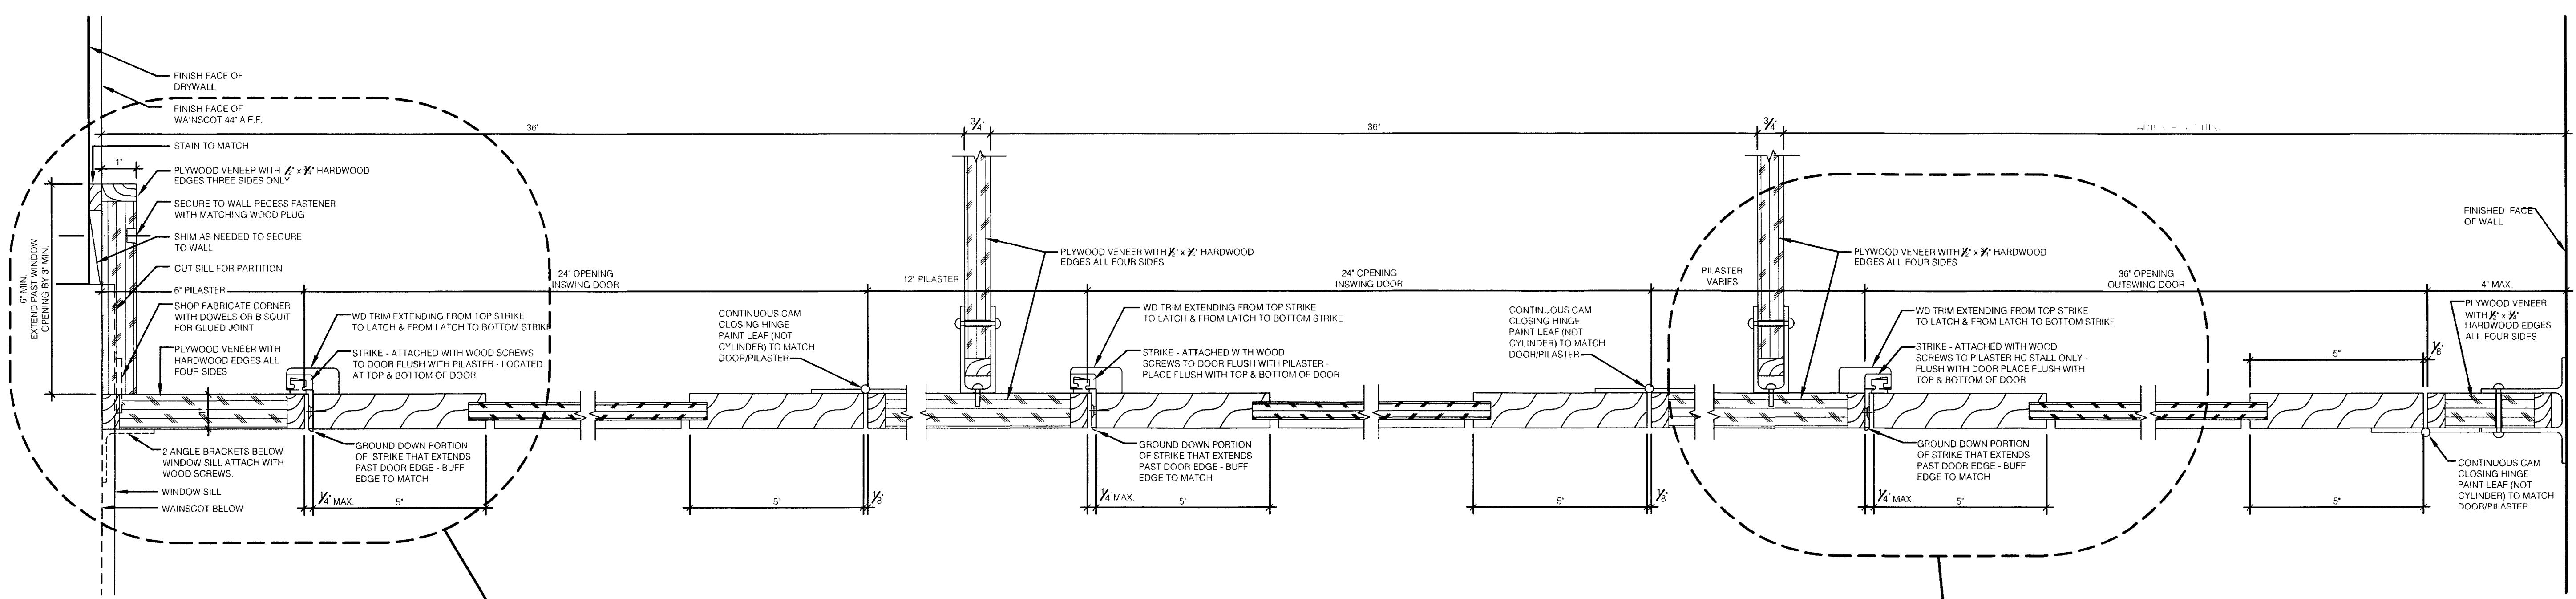 FINISH FACE OF
DRYWALL
FINISH FACE OF
WAINSCOT 44" A.F.F.
STAIN TO MATCH
1"
PLYWOOD VENEER WITH ½" x ¾" HARDWOOD
EDGES THREE SIDES ONLY
SECURE TO WALL RECESS FASTENER
WITH MATCHING WOOD PLUG
SHIM AS NEEDED TO SECURE
TO WALL
CUT SILL FOR PARTITION
6" PILASTER
SHOP FABRICATE CORNER
WITH DOWELS OR BISQUIT
FOR GLUED JOINT
PLYWOOD VENEER WITH
HARDWOOD EDGES ALL
FOUR SIDES
6" MIN.
EXTEND PAST WINDOW
OPENING BY 3" MIN.
2 ANGLE BRACKETS BELOW
WINDOW SILL ATTACH WITH
WOOD SCREWS.
WINDOW SILL
WAINSCOT BELOW
36"
24" OPENING
INSWING DOOR
WD TRIM EXTENDING FROM TOP STRIKE
TO LATCH & FROM LATCH TO BOTTOM STRIKE
STRIKE - ATTACHED WITH WOOD SCREWS
TO DOOR FLUSH WITH PILASTER - LOCATED
AT TOP & BOTTOM OF DOOR
GROUND DOWN PORTION
OF STRIKE THAT EXTENDS
PAST DOOR EDGE - BUFF
EDGE TO MATCH
¼" MAX.
5"
CONTINUOUS CAM
CLOSING HINGE
PAINT LEAF (NOT
CYLINDER) TO MATCH
DOOR/PILASTER
5"
⅛"
12" PILASTER
¾"
PLYWOOD VENEER WITH ½" x ¾" HARDWOOD
EDGES ALL FOUR SIDES
36"
24" OPENING
INSWING DOOR
WD TRIM EXTENDING FROM TOP STRIKE
TO LATCH & FROM LATCH TO BOTTOM STRIKE
STRIKE - ATTACHED WITH WOOD
SCREWS TO DOOR FLUSH WITH PILASTER -
PLACE FLUSH WITH TOP & BOTTOM OF DOOR
GROUND DOWN PORTION
OF STRIKE THAT EXTENDS
PAST DOOR EDGE - BUFF
EDGE TO MATCH
¼" MAX.
5"
CONTINUOUS CAM
CLOSING HINGE
PAINT LEAF (NOT
CYLINDER) TO MATCH
DOOR/PILASTER
5"
⅛"
PILASTER
VARIES
¾"
PLYWOOD VENEER WITH ½" x ¾" HARDWOOD
EDGES ALL FOUR SIDES
36" OPENING
OUTSWING DOOR
WD TRIM EXTENDING FROM TOP STRIKE
TO LATCH & FROM LATCH TO BOTTOM STRIKE
STRIKE - ATTACHED WITH WOOD
SCREWS TO PILASTER HC STALL ONLY -
FLUSH WITH DOOR PLACE FLUSH WITH
TOP & BOTTOM OF DOOR
GROUND DOWN PORTION
OF STRIKE THAT EXTENDS
PAST DOOR EDGE - BUFF
EDGE TO MATCH
¼" MAX.
5"
5"
⅛"
5"
FINISHED FACE
OF WALL
4" MAX.
PLYWOOD VENEER
WITH ½" x ¾"
HARDWOOD EDGES
ALL FOUR SIDES
CONTINUOUS CAM
CLOSING HINGE
PAINT LEAF (NOT
CYLINDER) TO MATCH
DOOR/PILASTER